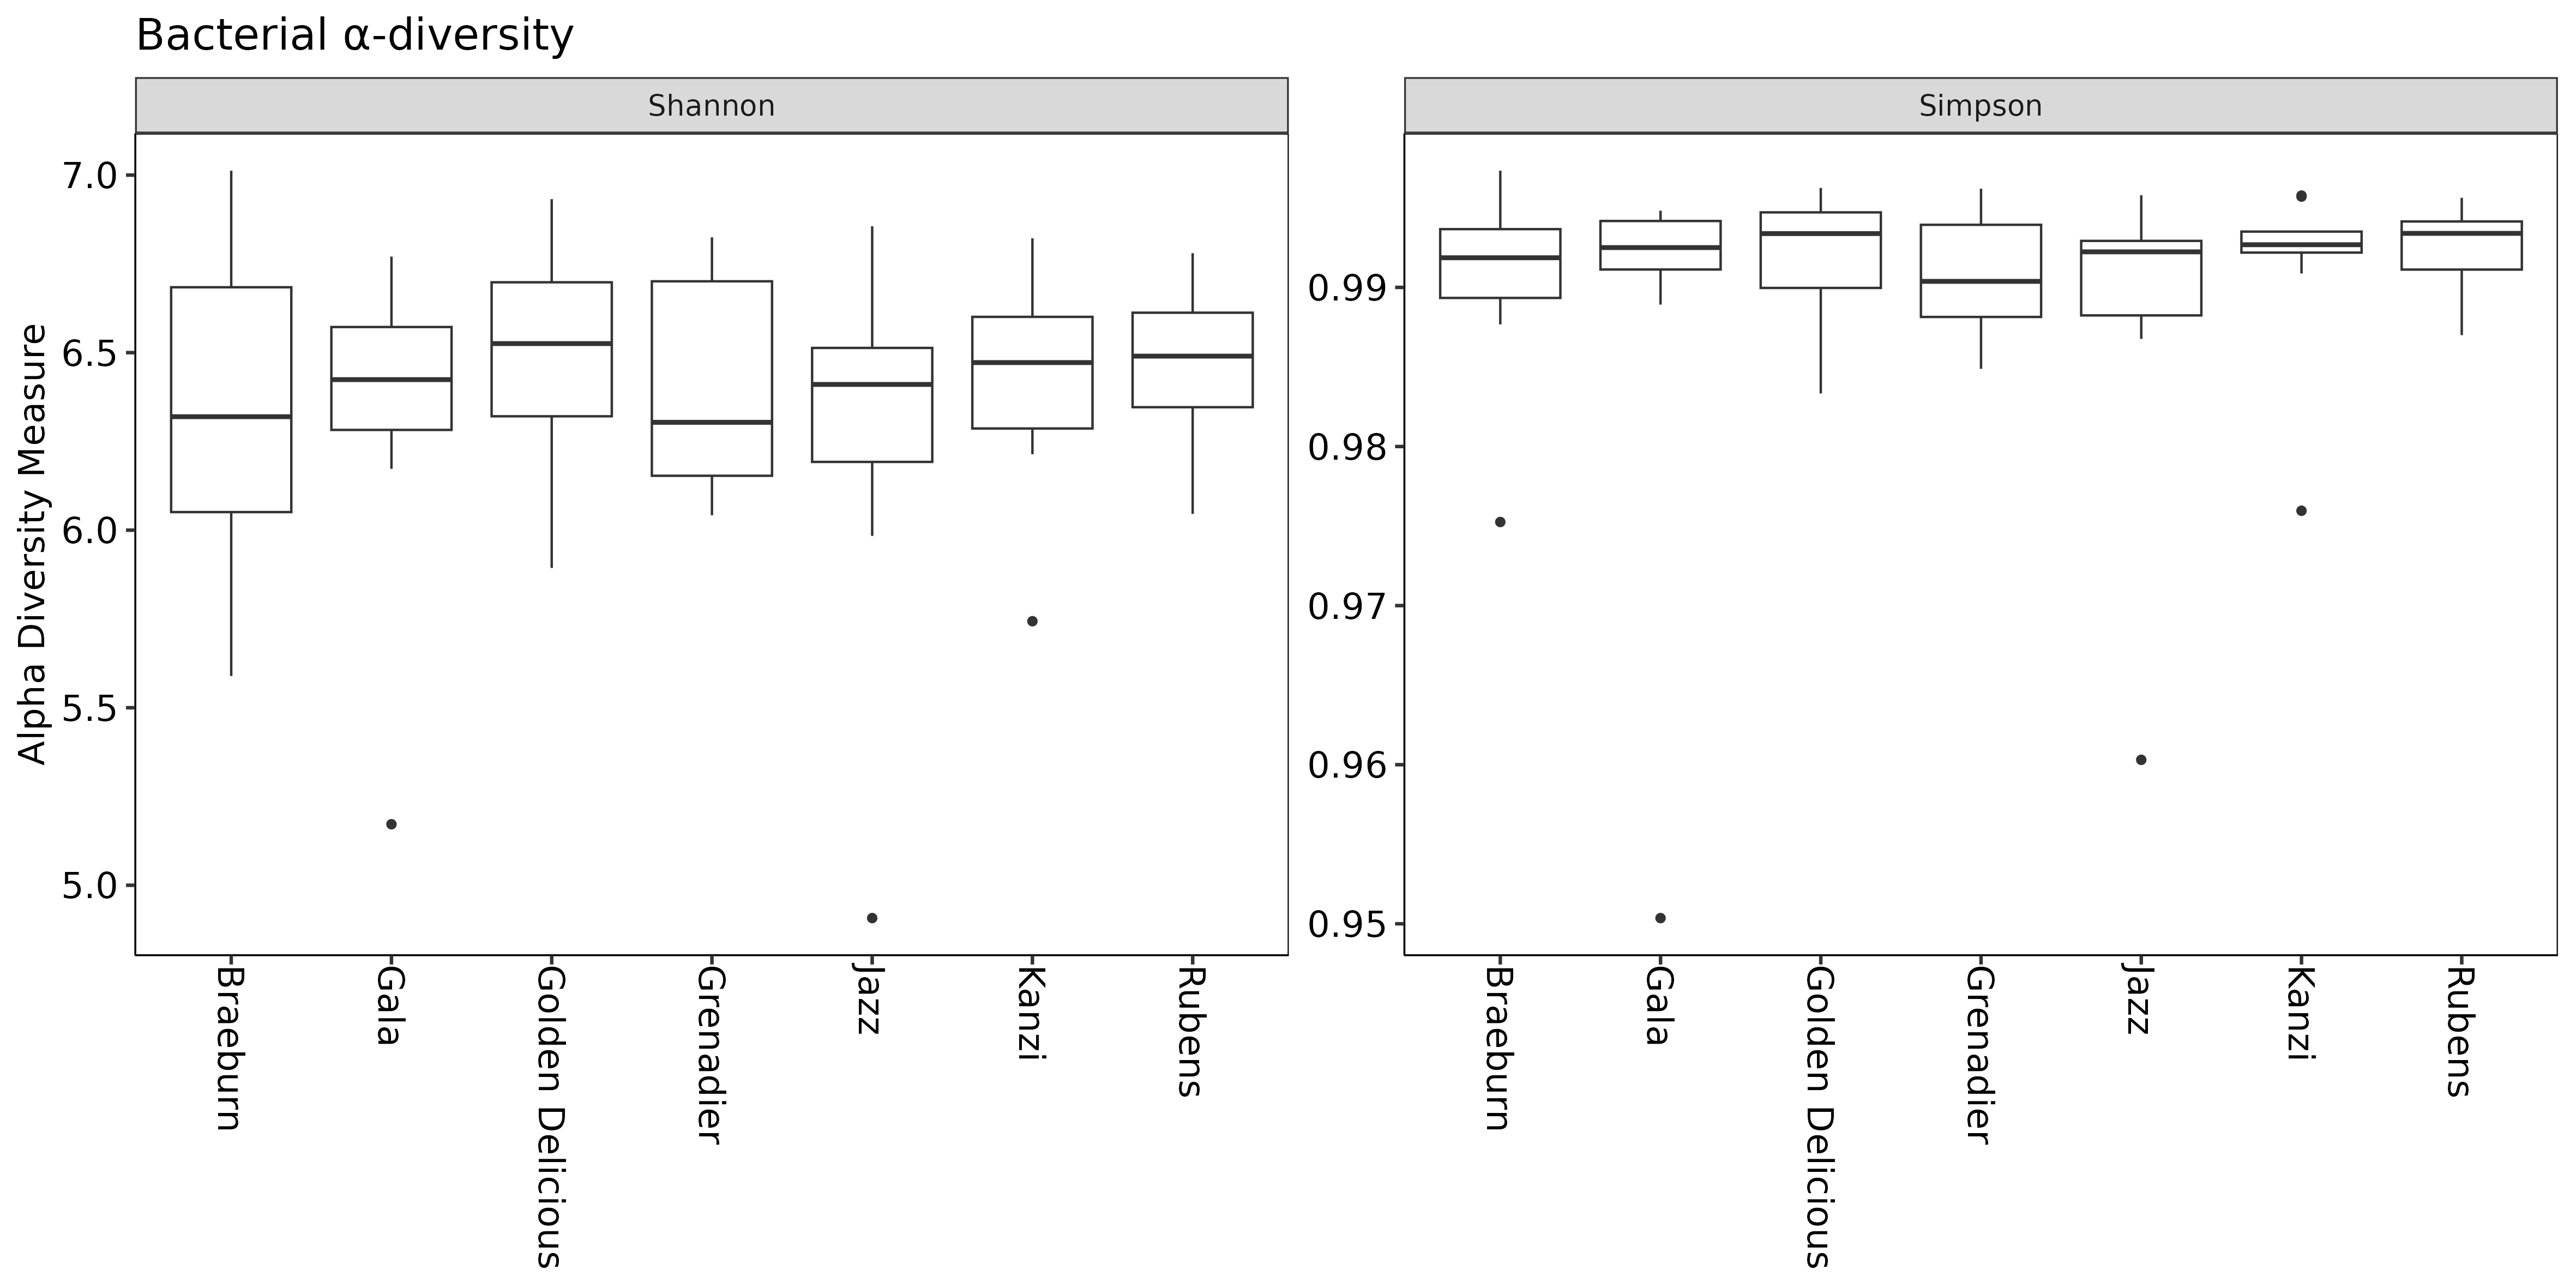 Bacterial α-diversity
Shannon
Simpson
Alpha Diversity Measure
7.0
6.5
6.0
5.5
5.0
0.99
0.98
0.97
0.96
0.95
Braeburn
Gala
Golden Delicious
Grenadier
Jazz
Kanzi
Rubens
Braeburn
Gala
Golden Delicious
Grenadier
Jazz
Kanzi
Rubens